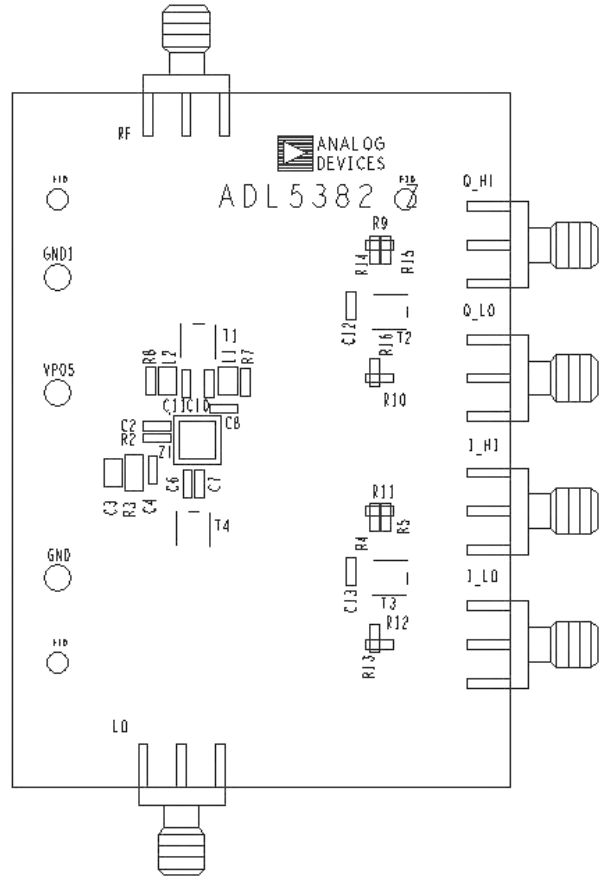 RF
ANALOG
DEVICES
FID
FID
Q_HI
ADL5382
Z
R9
GND1
R14
R15
Q_LO
C12
T1
T2
R16
R8
L2
L1
R7
VPOS
R10
C11
C10
C8
C2
R2
Z1
I_HI
C3
R3
C4
C6
C7
R11
T4
R4
R5
GND
I_LO
C13
T3
R12
FID
R13
LO